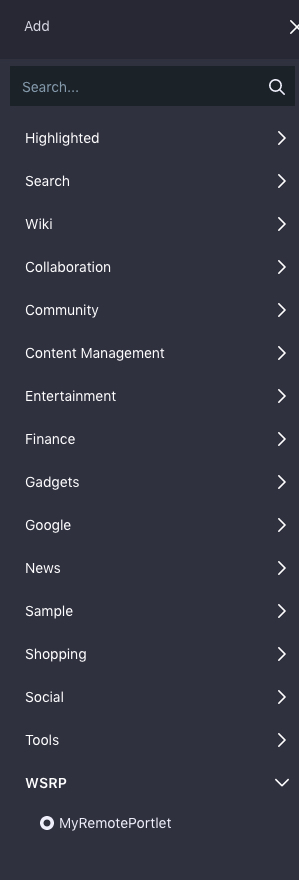 Add
Search...
Highlighted
Search
Wiki
Collaboration
Community
Content Management
Entertainment
Finance
Gadgets
Google
News
Sample
Shopping
Social
Tools
WSRP
MyRemotePortlet